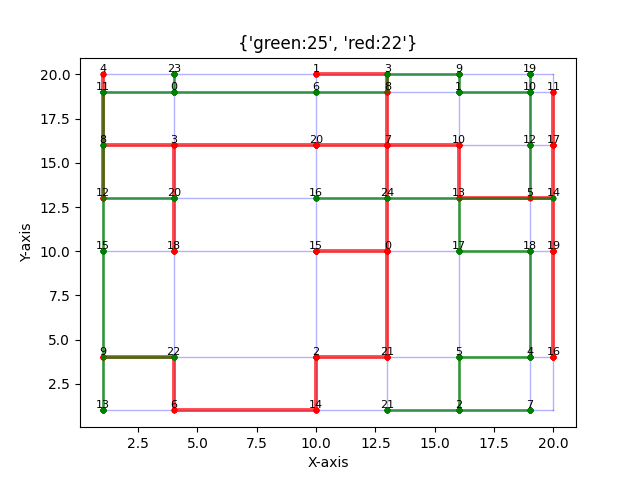 {'green:25', 'red:22'}
4 23 1 3 9 19
20.0
11 0 6 8 1 10 11
17.5
8 3 20 7 10 12 17
15.0
12 20 16 24 13 5 14
12.5
15 18 15 0 17 18 19
10.0
7.5
5.0
9 22 2 21 5 4 16
2.5
13 6 14 21 2 7
2.5 5.0 7.5 10.0 12.5 15.0 17.5 20.0
X-axis
Y-axis